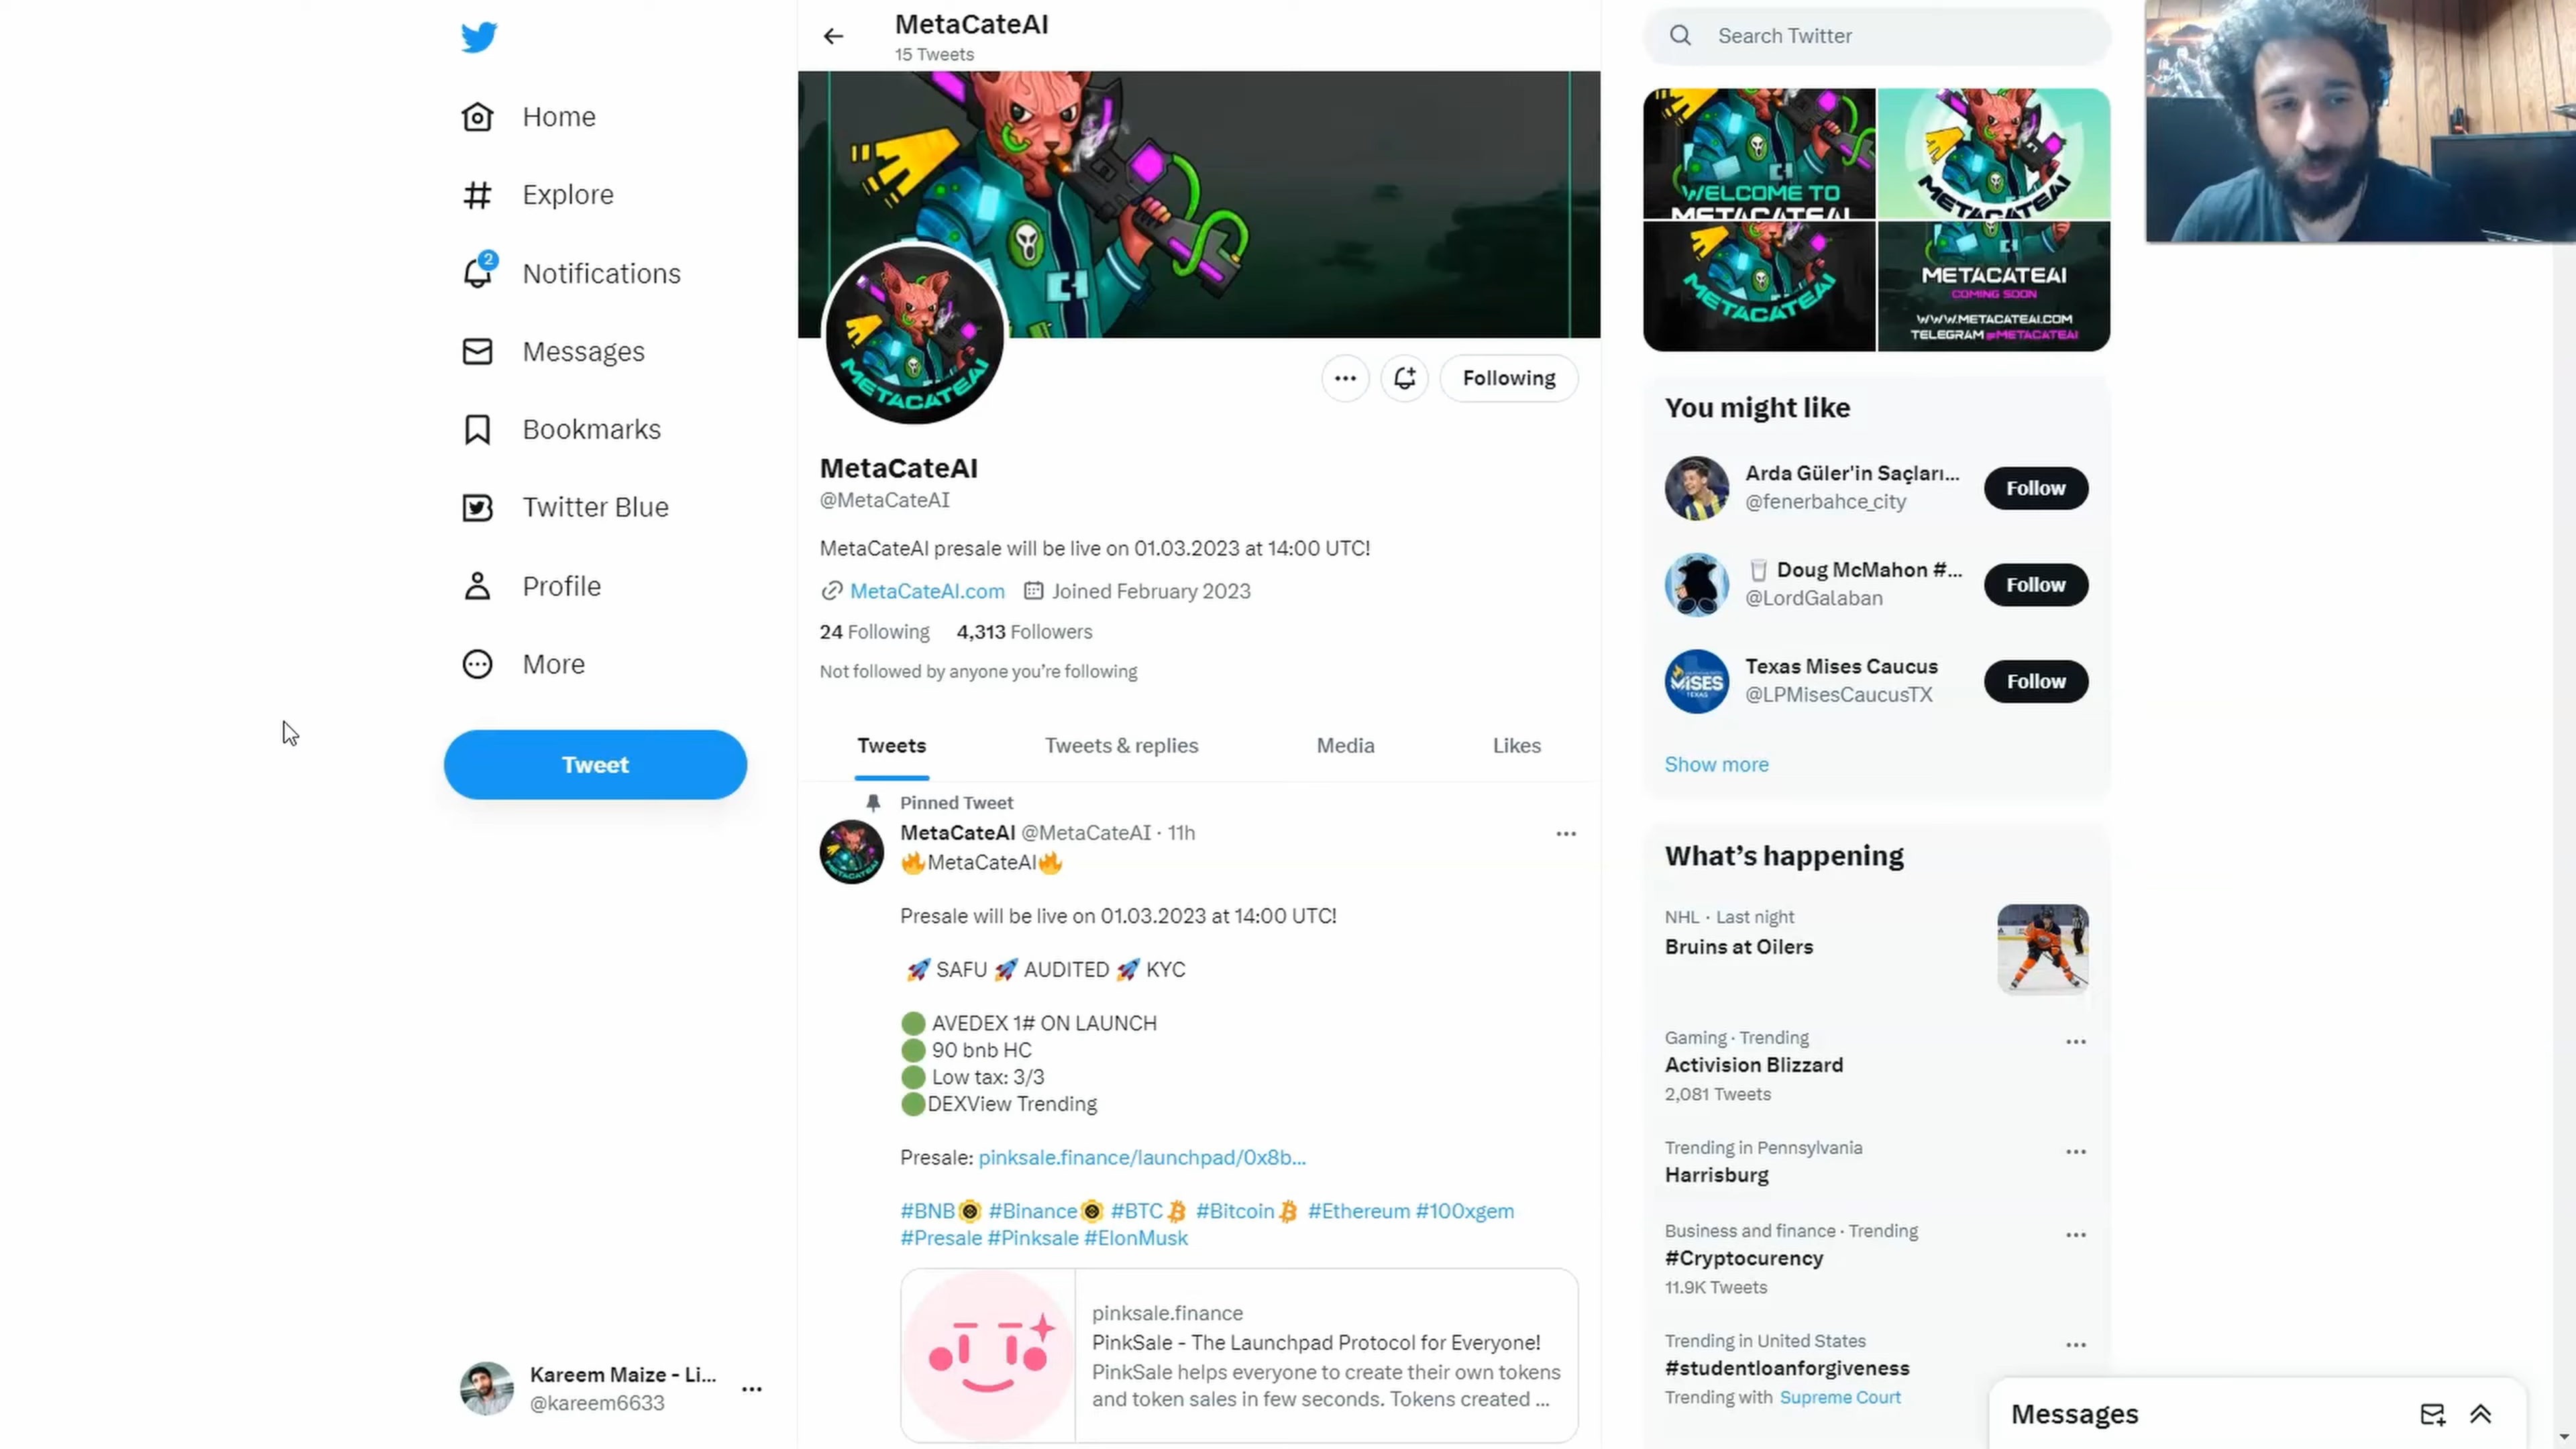 Home
Explore
2
Notifications
Messages
Bookmarks
Twitter Blue
Profile
More
Tweet
Kareem Maize - Li...
@kareem6633
MetaCateAI
15 Tweets
METACATEAI
Following
MetaCateAI
@MetaCateAI
MetaCateAI presale will be live on 01.03.2023 at 14:00 UTC!
MetaCateAI.com Joined February 2023
24 Following 4,313 Followers
Not followed by anyone you're following
Tweets Tweets & replies Media Likes
Pinned Tweet
MetaCateAI @MetaCateAI · 11h
🔥MetaCateAI🔥
Presale will be live on 01.03.2023 at 14:00 UTC!
🚀 SAFU 🚀 AUDITED 🚀 KYC
🟢 AVEDEX 1# ON LAUNCH
🟢 90 bnb HC
🟢 Low tax: 3/3
🟢DEXView Trending
Presale: pinksale.finance/launchpad/0x8b...
#BNB #Binance #BTC #Bitcoin #Ethereum #100xgem
#Presale #Pinksale #ElonMusk
pinksale.finance
PinkSale - The Launchpad Protocol for Everyone!
PinkSale helps everyone to create their own tokens
and token sales in few seconds. Tokens created ...
Search Twitter
WELCOME TO
METACATEAI
METACATEAI
METACATEAI
METACATEAI
COMING SOON
WWW.METACATEAI.COM
TELEGRAM @METACATEAI
You might like
Arda Güler'in Saçları...
@fenerbahce_city
Follow
Doug McMahon #...
@LordGalaban
Follow
MISES
TEXAS
Texas Mises Caucus
@LPMisesCaucusTX
Follow
Show more
What's happening
NHL · Last night
Bruins at Oilers
Gaming · Trending
Activision Blizzard
2,081 Tweets
Trending in Pennsylvania
Harrisburg
Business and finance · Trending
#Cryptocurency
11.9K Tweets
Trending in United States
#studentloanforgiveness
Trending with Supreme Court
Messages